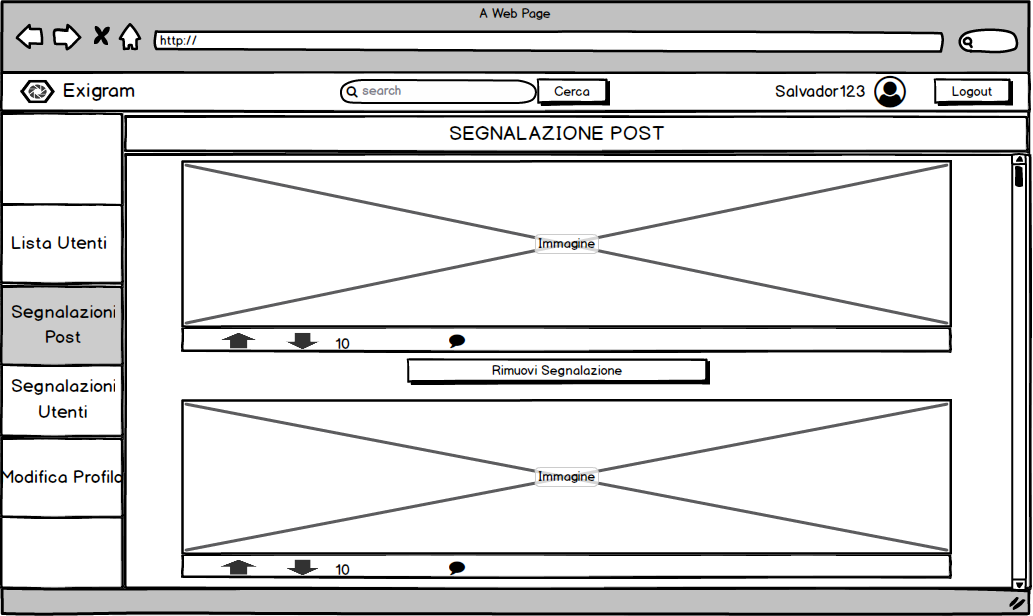 A Web Page
http://
Exigram
search
Cerca
Salvador123
Logout
SEGNALAZIONE POST
Lista Utenti
Segnalazioni
Post
Segnalazioni
Utenti
Modifica Profilo
Immagine
10
Rimuovi Segnalazione
Immagine
10